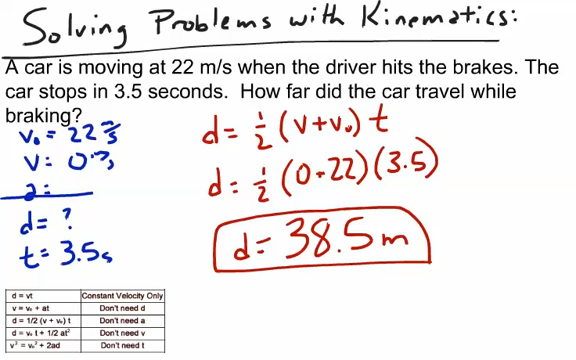 Solving Problems with Kinematics:
A car is moving at 22 m/s when the driver hits the brakes. The
car stops in 3.5 seconds. How far did the car travel while
braking?
v₀ = 22 m/s
v = 0 m/s
a =
d = ?
t = 3.5s
d = 1/2 (v+v₀) t
d = 1/2 (0+22)(3.5)
d = 38.5 m
d = vt Constant Velocity Only
v = v₀ + at Don't need d
d = 1/2 (v + v₀) t Don't need a
d = v₀ t + 1/2 at² Don't need v
v² = v₀² + 2ad Don't need t